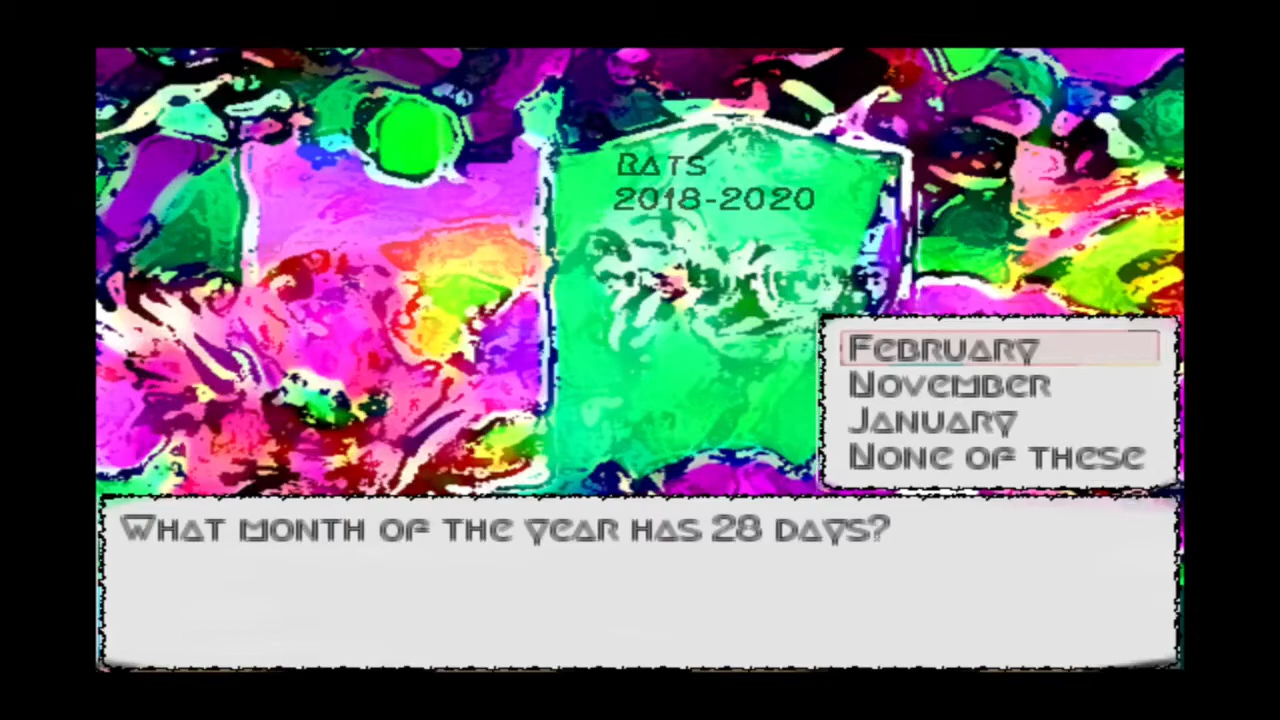 Rats
2018-2020
February
November
January
None of these
What month of the year has 28 days?